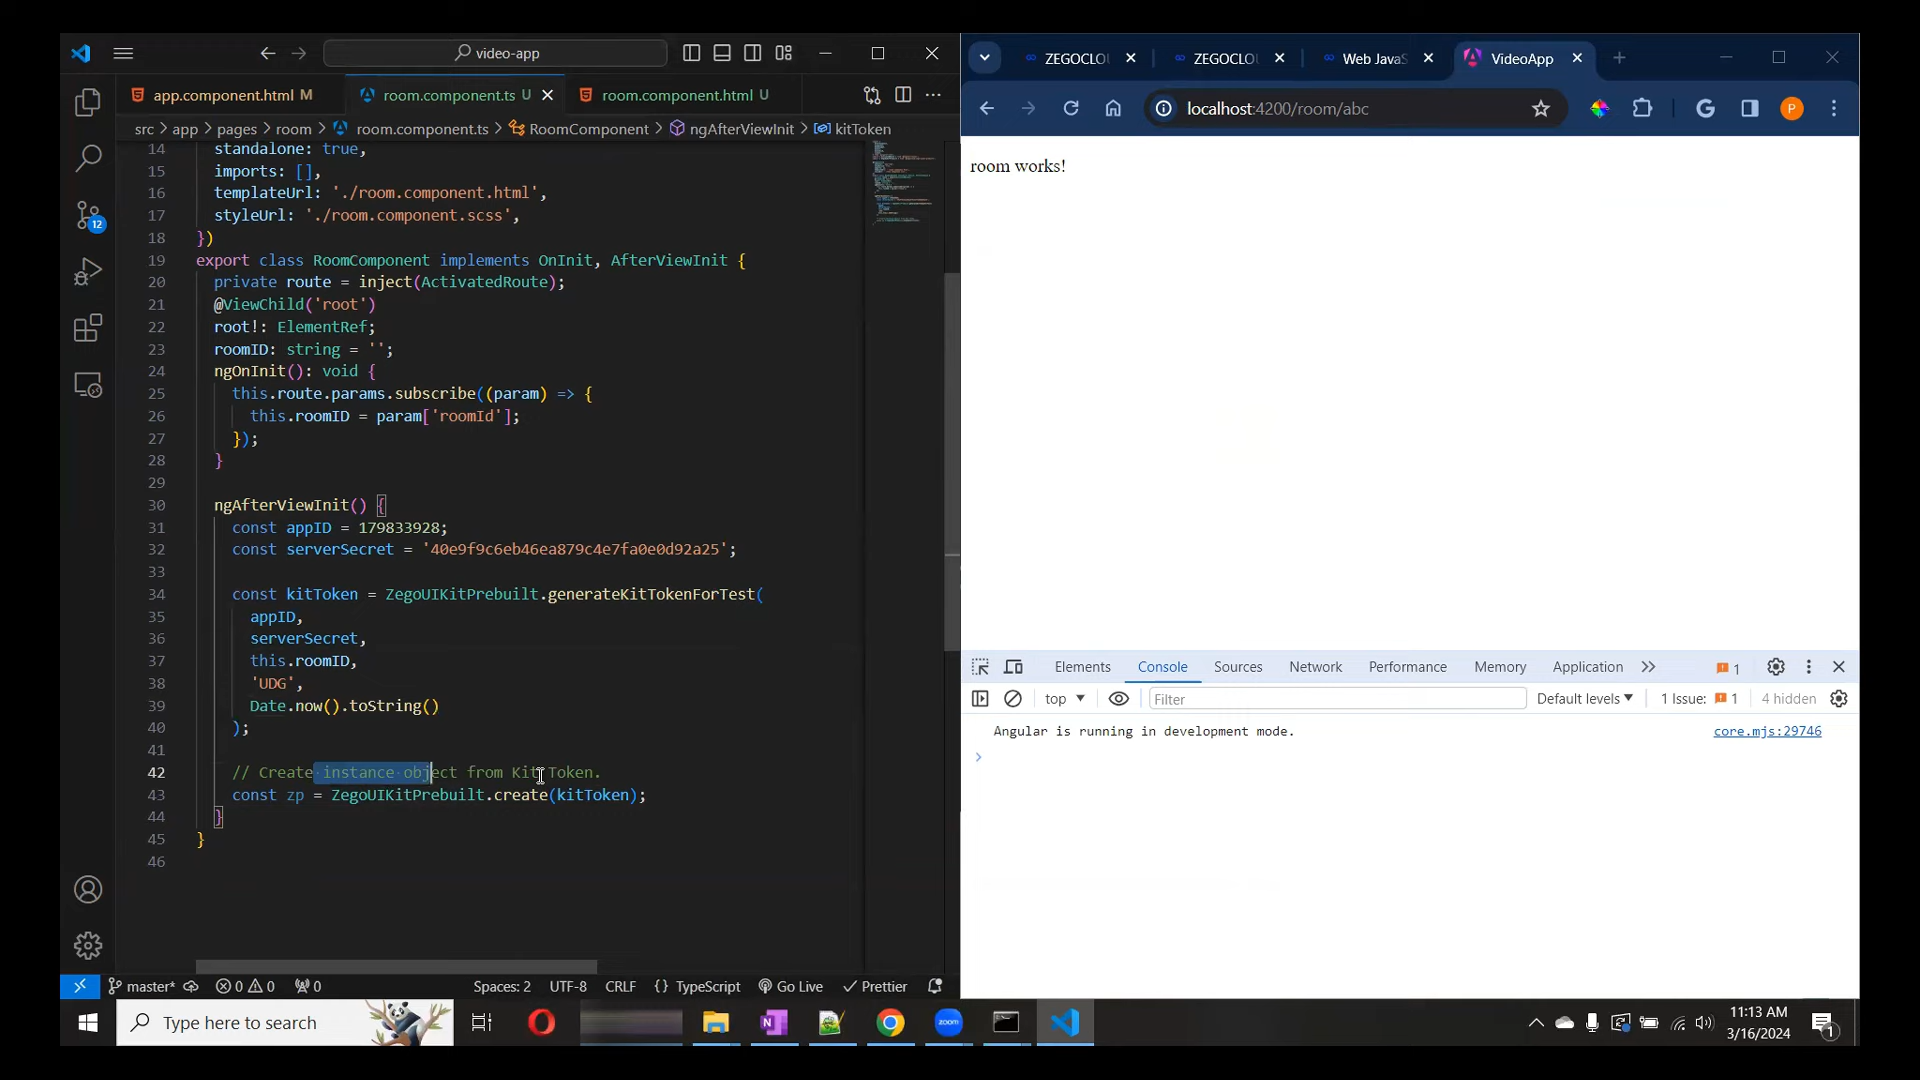 video-app
app.component.html M
room.component.ts U
room.component.html U
src > app > pages > room > room.component.ts > RoomComponent > ngAfterViewInit > kitToken
14 standalone: true,
15 imports: [],
16 templateUrl: './room.component.html',
17 styleUrl: './room.component.scss',
18 })
19 export class RoomComponent implements OnInit, AfterViewInit {
20 private route = inject(ActivatedRoute);
21 @ViewChild('root')
22 root!: ElementRef;
23 roomID: string = '';
24 ngOnInit(): void {
25 this.route.params.subscribe((param) => {
26 this.roomID = param['roomId'];
27 });
28 }
29
30 ngAfterViewInit() {
31 const appID = 179833928;
32 const serverSecret = '40e9f9c6eb46ea879c4e7fa0e0d92a25';
33
34 const kitToken = ZegoUIKitPrebuilt.generateKitTokenForTest(
35 appID,
36 serverSecret,
37 this.roomID,
38 'UDG',
39 Date.now().toString()
40 );
41
42 // Create instance object from Kit Token.
43 const zp = ZegoUIKitPrebuilt.create(kitToken);
44 }
45 }
46
12
master* 0 0 0 Spaces: 2 UTF-8 CRLF {} TypeScript Go Live Prettier
ZEGOCLOU
ZEGOCLOU
Web JavaS
VideoApp
localhost:4200/room/abc
P
room works!
Elements Console Sources Network Performance Memory Application 1
top Filter Default levels 1 Issue: 1 4 hidden
Angular is running in development mode. core.mjs:29746
Type here to search
zoom
11:13 AM
3/16/2024
1